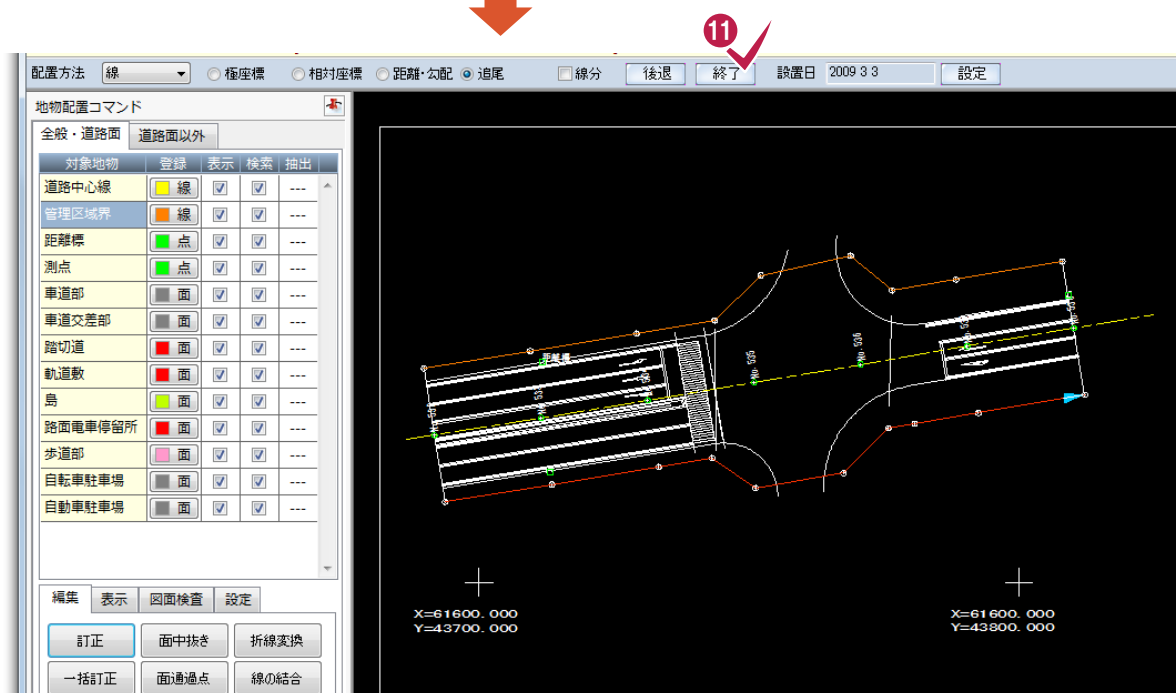 11
配置方法 線 極座標 相対座標 距離・勾配 追尾 線分 後退 終了 設置日 2009 3 3 設定
地物配置コマンド
全般・道路面 道路面以外
対象地物 登録 表示 検索 抽出
道路中心線 線 ---
管理区域界 線 ---
距離標 点 ---
測点 点 ---
車道部 面 ---
車道交差部 面 ---
踏切道 面 ---
軌道敷 面 ---
島 面 ---
路面電車停留所 面 ---
歩道部 面 ---
自転車駐車場 面 ---
自動車駐車場 面 ---
編集 表示 図面検査 設定
訂正 面中抜き 折線変換
一括訂正 面通過点 線の結合
距離標
No.535
No.536
X=61600.000
Y=43700.000
X=61600.000
Y=43800.000